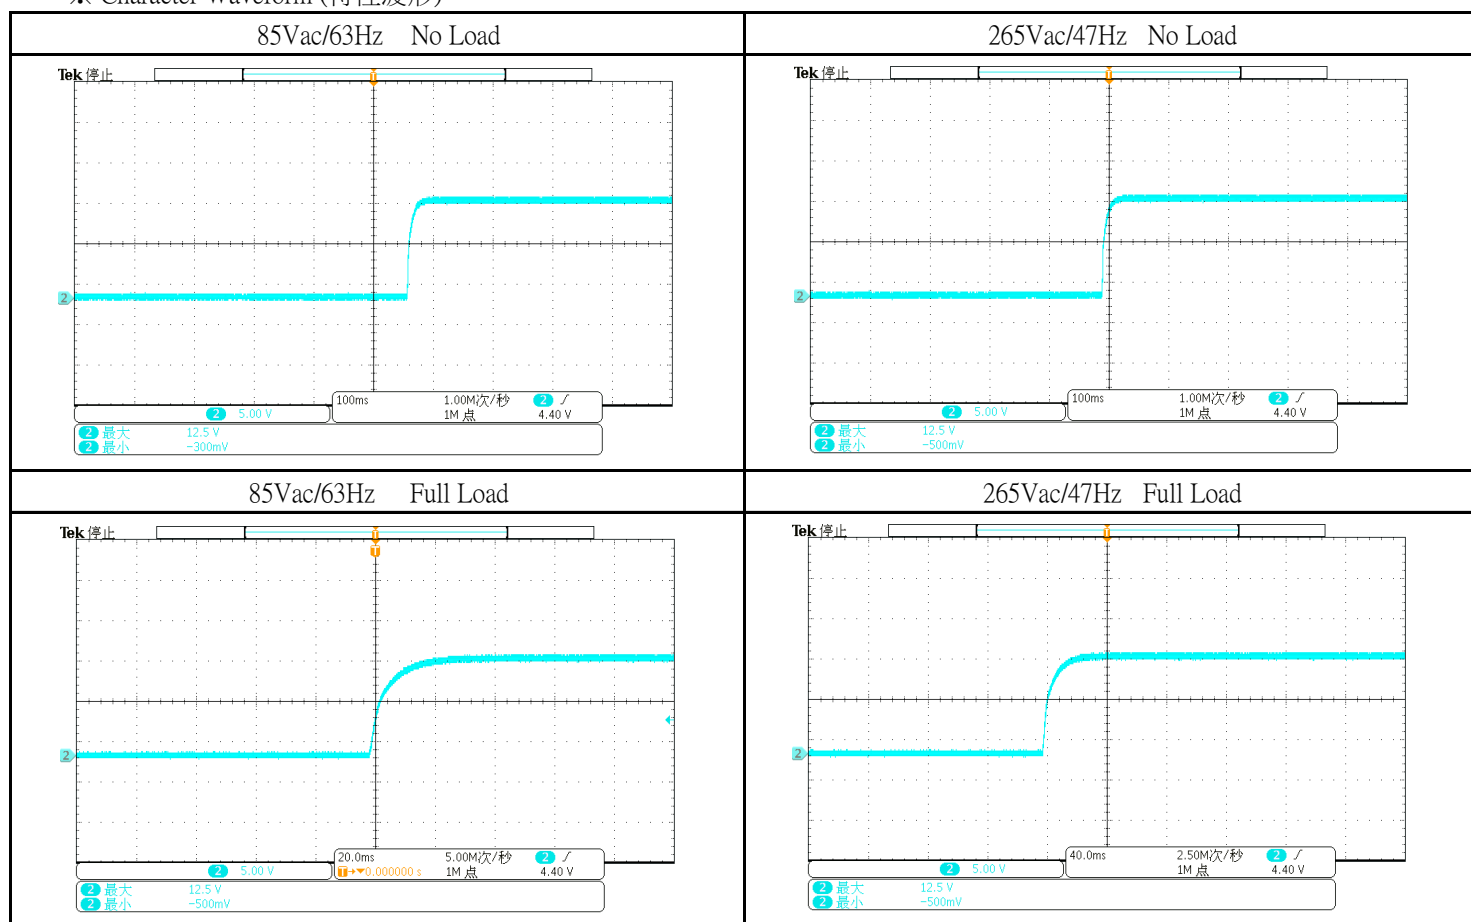 ※ Character Waveform (特性波形)
85Vac/63Hz No Load
265Vac/47Hz No Load
Tek 停止
T
2
2 5.00 V
100ms 1.00M次/秒 2
1M 点 4.40 V
2 最大 12.5 V
2 最小 -300mV
Tek 停止
T
2
2 5.00 V
100ms 1.00M次/秒 2
1M 点 4.40 V
2 最大 12.5 V
2 最小 -500mV
85Vac/63Hz Full Load
265Vac/47Hz Full Load
Tek 停止
T
T
2
2 5.00 V
20.0ms 5.00M次/秒 2
T→▼0.000000 s 1M 点 4.40 V
2 最大 12.5 V
2 最小 -500mV
Tek 停止
T
2
2 5.00 V
40.0ms 2.50M次/秒 2
1M 点 4.40 V
2 最大 12.5 V
2 最小 -500mV